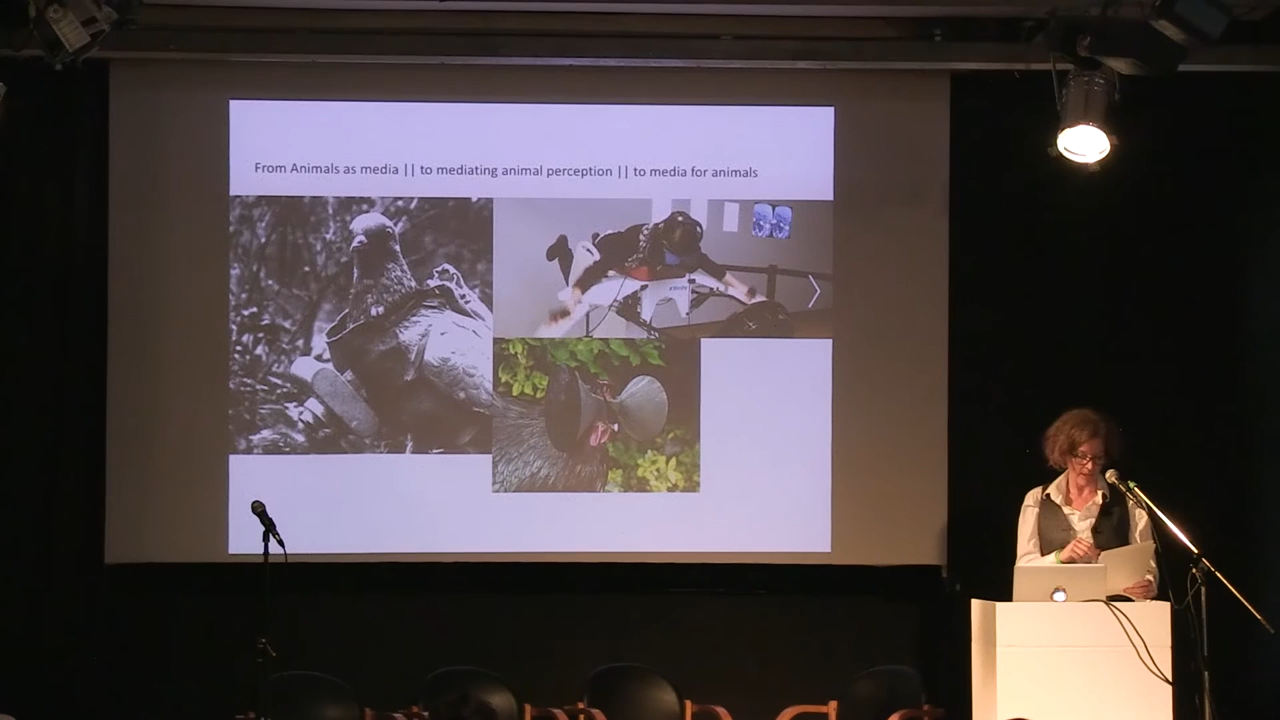 From Animals as media || to mediating animal perception || to media for animals